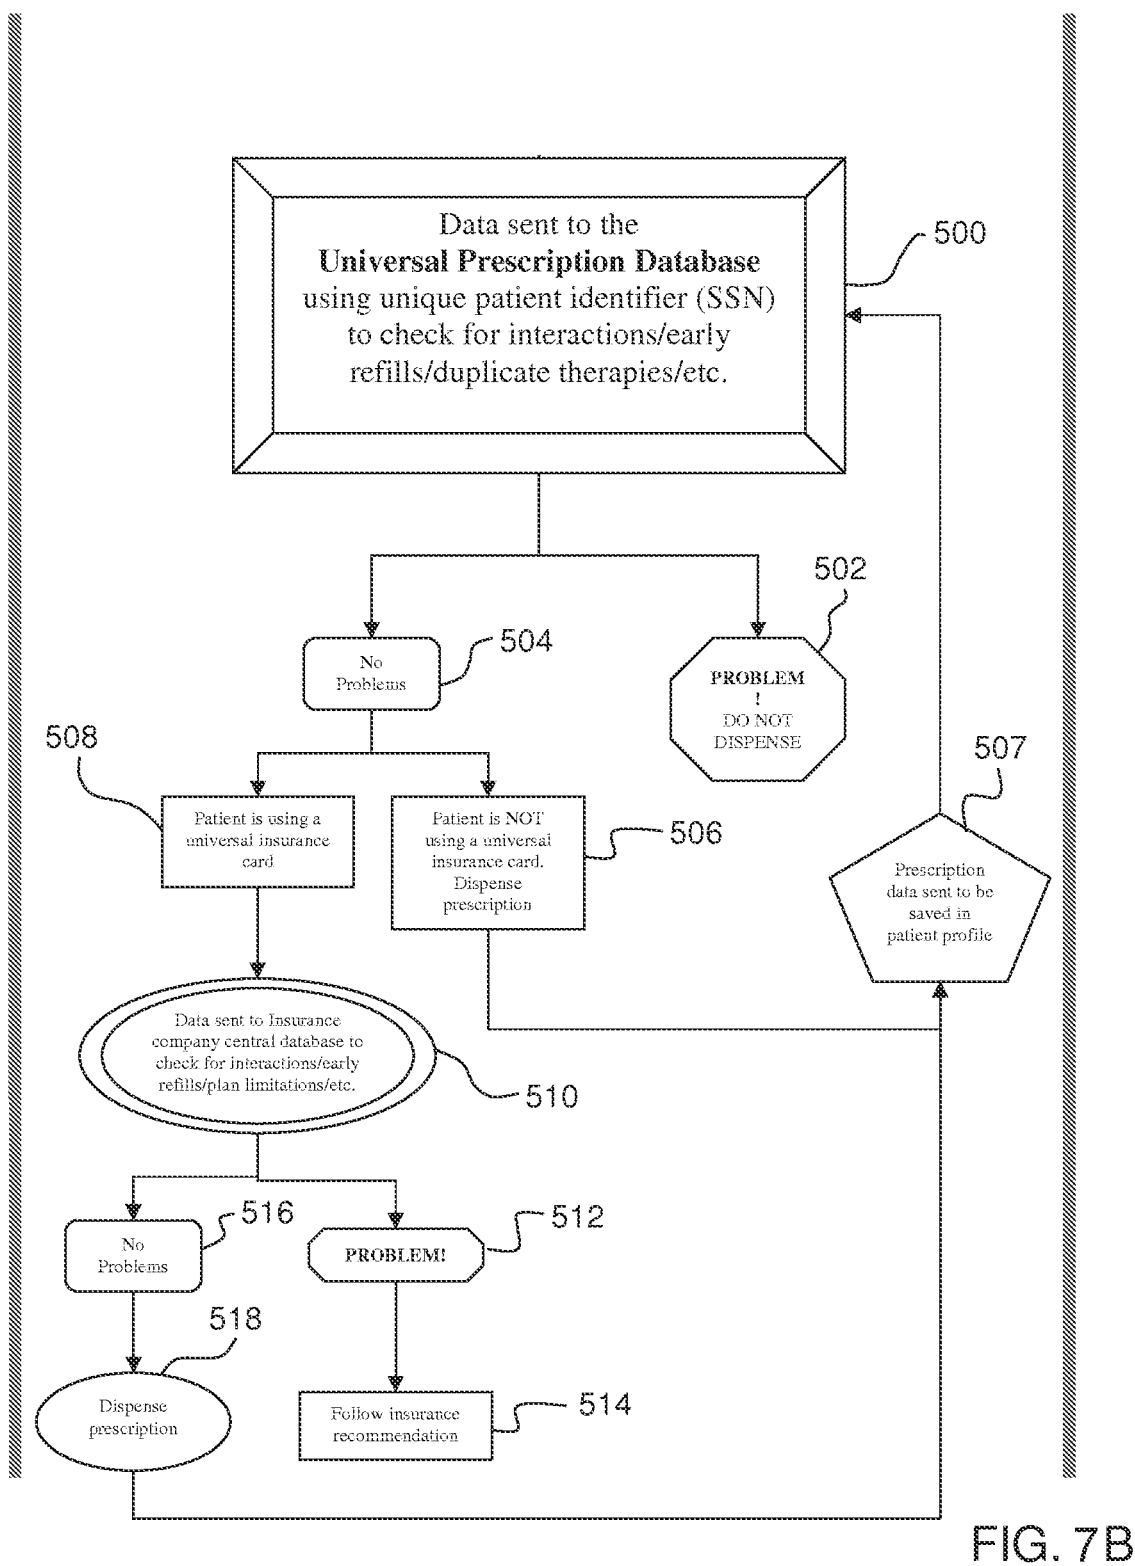 Data sent to the
Universal Prescription Database
using unique patient identifier (SSN)
to check for interactions/early
refills/duplicate therapies/etc.
500
502
504
No
Problems
PROBLEM
!
DO NOT
DISPENSE
508
507
Patient is using a
universal insurance
card
Patient is NOT
using a universal
insurance card.
Dispense
prescription
506
Prescription
data sent to be
saved in
patient profile
Data sent to Insurance
company central database to
check for interactions/early
refills/plan limitations/etc.
510
516
512
No
Problems
PROBLEM!
518
Dispense
prescription
Follow insurance
recommendation
514
FIG. 7B